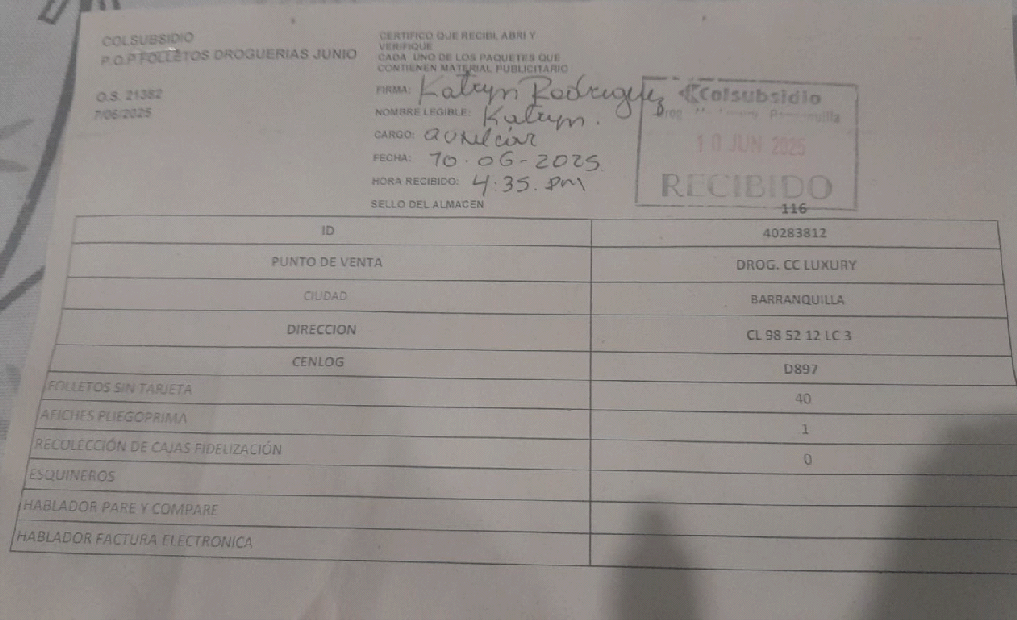 COLSUBSIDIO
P.O.P FOLLETOS DROGUERIAS JUNIO
O.S. 21382
7/06/2025
CERTIFICO QUE RECIBI, ABRI Y
VERIFIQUE
CADA UNO DE LOS PAQUETES QUE
CONTIENEN MATERIAL PUBLICITARIO
FIRMA: Katryn Rodriguez
NOMBRE LEGIBLE: Katryn.
CARGO: Auxiliar
FECHA: 10-06-2025
HORA RECIBIDO: 4:35. pm
SELLO DEL ALMACEN
Colsubsidio
10 JUN 2025
RECIBIDO
116
ID 40283812
PUNTO DE VENTA DROG. CC LUXURY
CIUDAD BARRANQUILLA
DIRECCION CL 98 52 12 LC 3
CENLOG D897
FOLLETOS SIN TARJETA 40
AFICHES PLIEGOPRIMA 1
RECOLECCIÓN DE CAJAS FIDELIZACIÓN 0
ESQUINEROS
HABLADOR PARE Y COMPARE
HABLADOR FACTURA ELECTRONICA